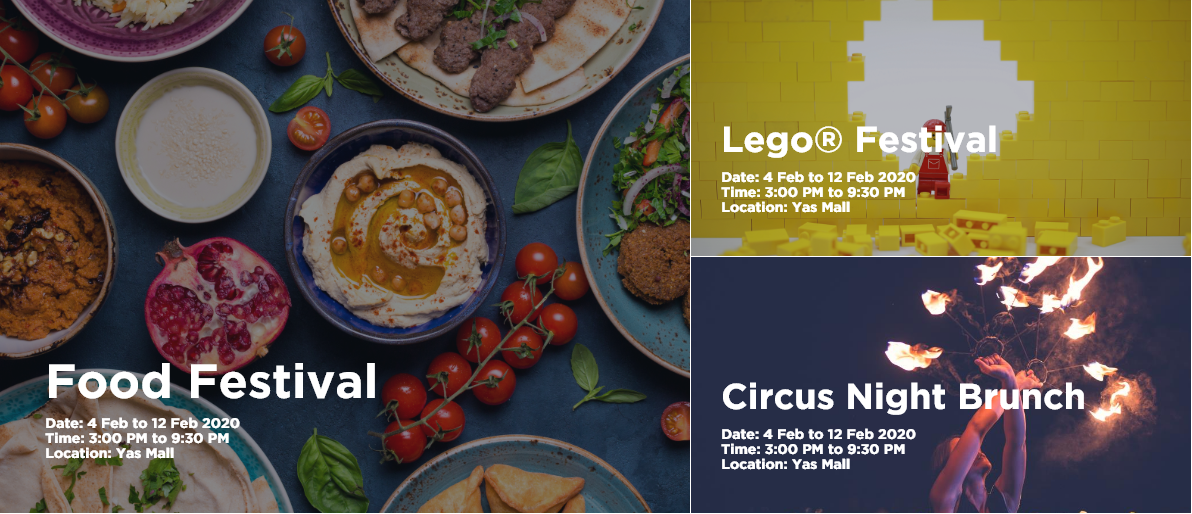 Food Festival
Date: 4 Feb to 12 Feb 2020
Time: 3:00 PM to 9:30 PM
Location: Yas Mall
Lego® Festival
Date: 4 Feb to 12 Feb 2020
Time: 3:00 PM to 9:30 PM
Location: Yas Mall
Circus Night Brunch
Date: 4 Feb to 12 Feb 2020
Time: 3:00 PM to 9:30 PM
Location: Yas Mall